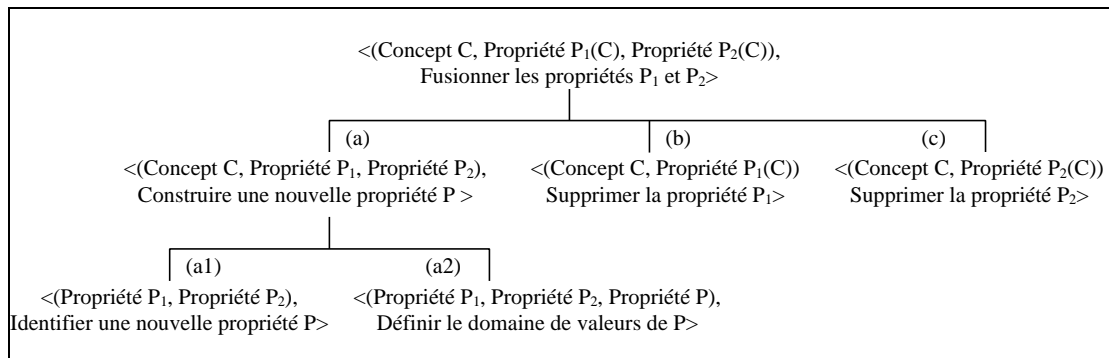 <(Concept C, Propriété P₁(C), Propriété P₂(C)),
Fusionner les propriétés P₁ et P₂>
(a)
(b)
(c)
<(Concept C, Propriété P₁, Propriété P₂),
Construire une nouvelle propriété P >
<(Concept C, Propriété P₁(C))
Supprimer la propriété P₁>
<(Concept C, Propriété P₂(C))
Supprimer la propriété P₂>
(a1)
(a2)
<(Propriété P₁, Propriété P₂),
Identifier une nouvelle propriété P>
<(Propriété P₁, Propriété P₂, Propriété P),
Définir le domaine de valeurs de P>